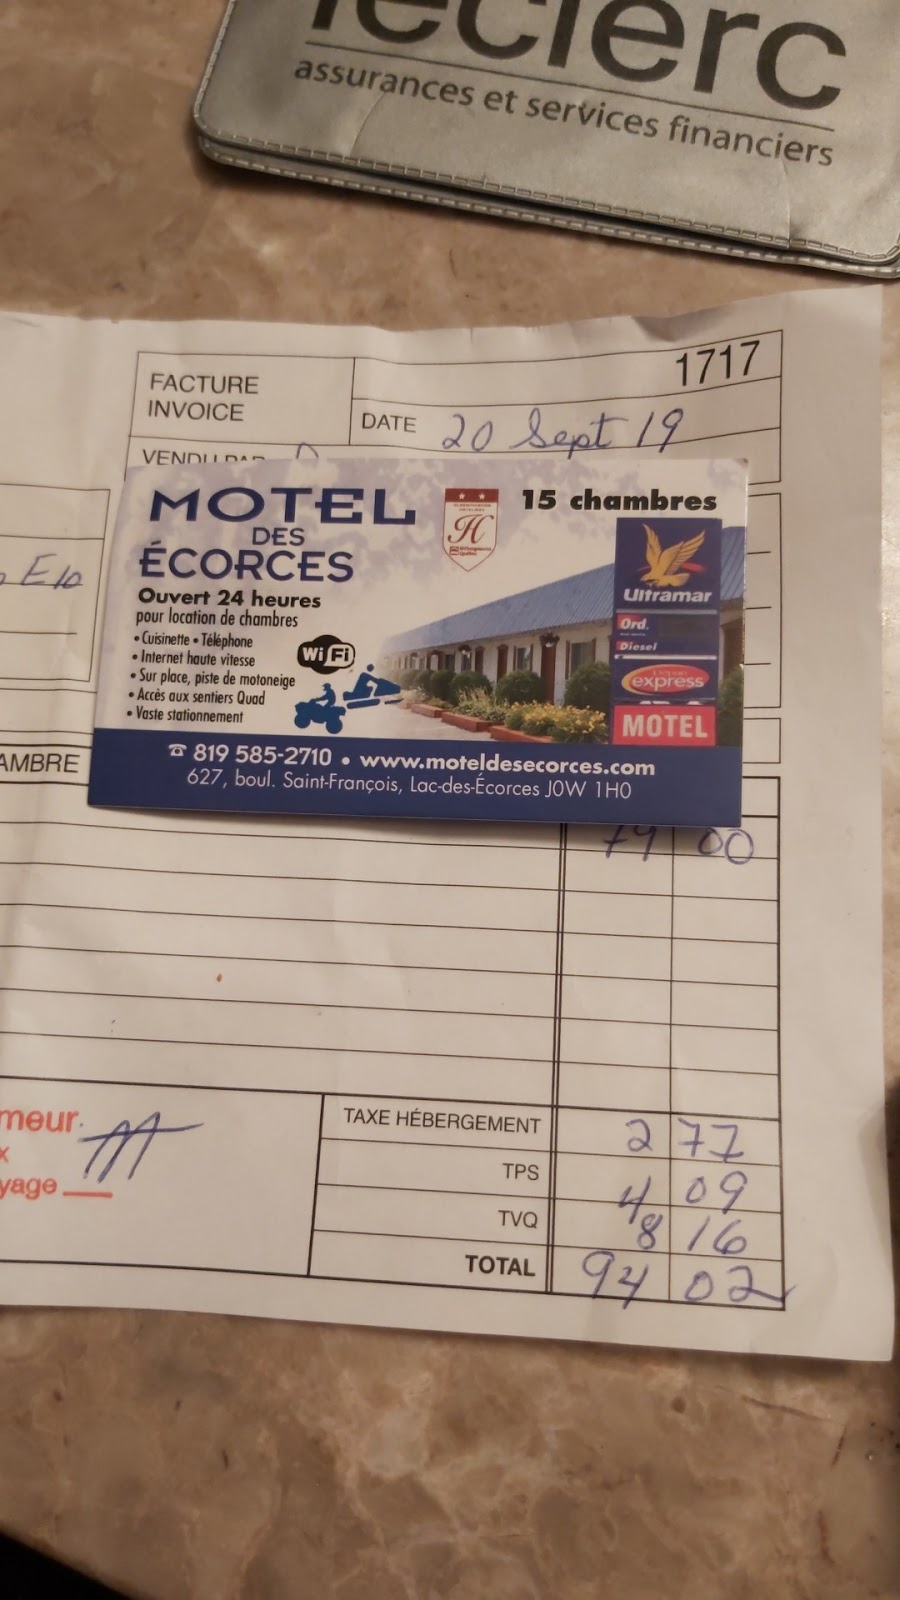 leclerc
assurances et services financiers
FACTURE
INVOICE
1717
DATE 20 Sept 19
VENDU PAR
MOTEL
DES
ÉCORCES
15 chambres
Ouvert 24 heures
pour location de chambres
• Cuisinette • Téléphone
• Internet haute vitesse
• Sur place, piste de motoneige
• Accès aux sentiers Quad
• Vaste stationnement
Wi Fi
H
Ultramar
Ord.
Diesel
express
MOTEL
☎ 819 585-2710 • www.moteldesecorces.com
627, boul. Saint-François, Lac-des-Écorces J0W 1H0
AMBRE
79 00
meur
x
yage
TAXE HÉBERGEMENT 2 77
TPS 4 09
TVQ 8 16
TOTAL 94 02